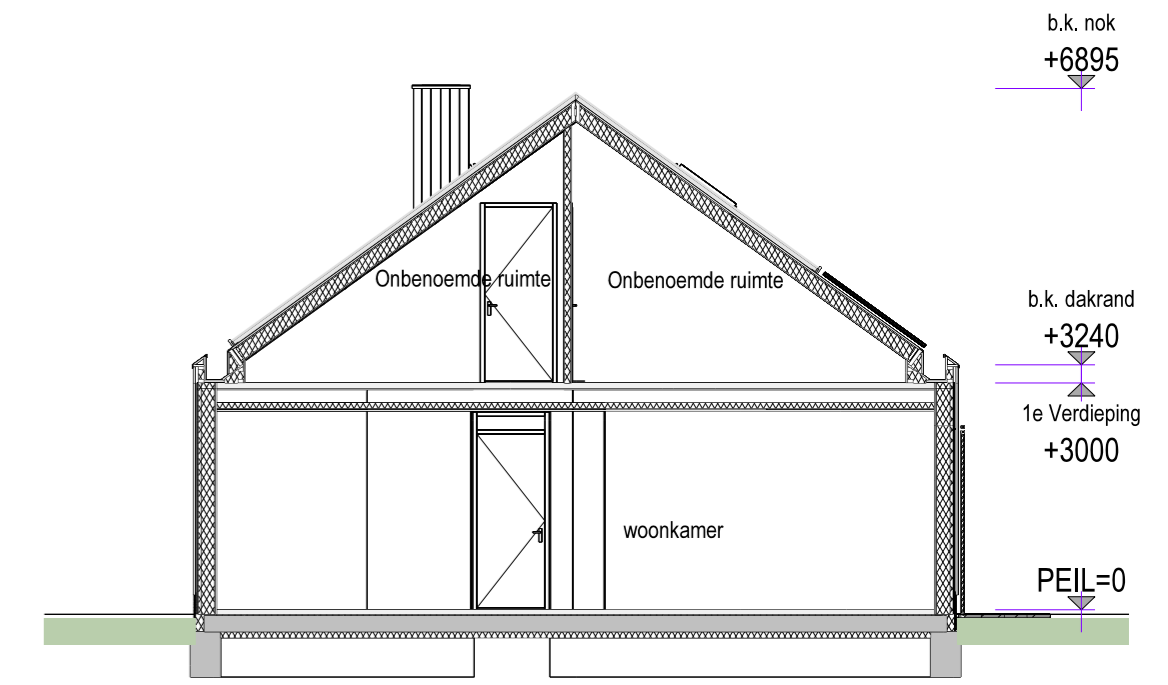 b.k. nok
+6895
Onbenoemde ruimte
Onbenoemde ruimte
b.k. dakrand
+3240
1e Verdieping
+3000
woonkamer
PEIL=0